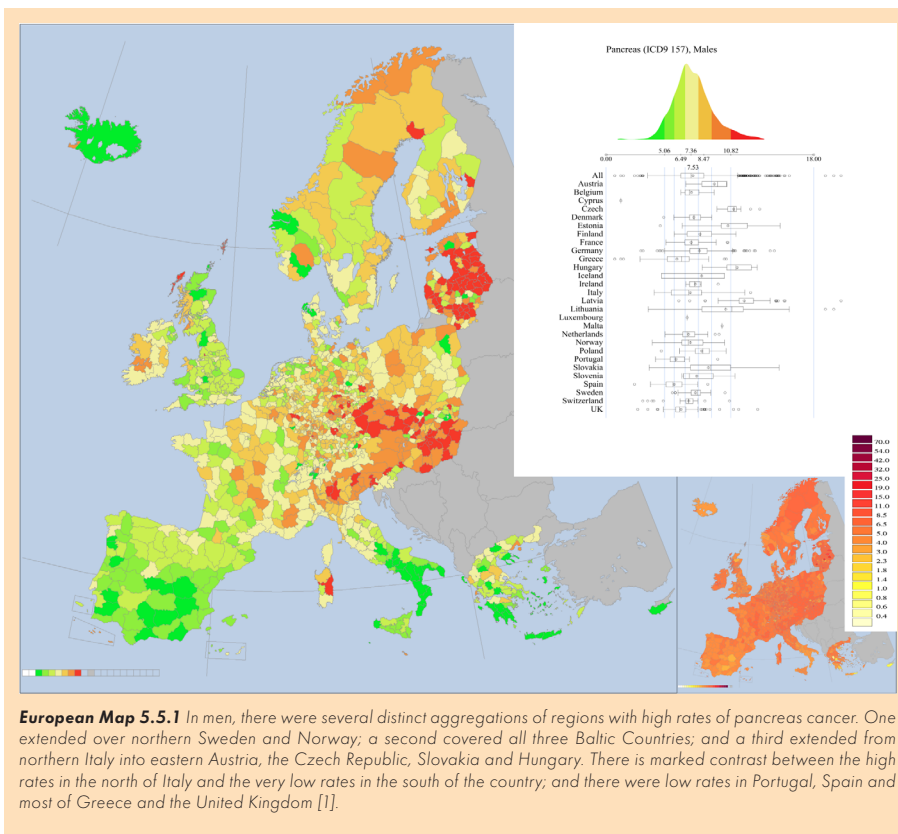 Pancreas (ICD9 157), Males
5.06 7.36 10.82
0.00 6.49 8.47 18.00
7.53
All
Austria
Belgium
Cyprus
Czech
Denmark
Estonia
Finland
France
Germany
Greece
Hungary
Iceland
Ireland
Italy
Latvia
Lithuania
Luxembourg
Malta
Netherlands
Norway
Poland
Portugal
Slovakia
Slovenia
Spain
Sweden
Switzerland
UK
70.0
54.0
42.0
32.0
25.0
19.0
15.0
11.0
8.5
6.5
5.0
4.0
3.0
2.3
1.8
1.4
1.0
0.8
0.6
0.4
European Map 5.5.1 In men, there were several distinct aggregations of regions with high rates of pancreas cancer. One
extended over northern Sweden and Norway; a second covered all three Baltic Countries; and a third extended from
northern Italy into eastern Austria, the Czech Republic, Slovakia and Hungary. There is marked contrast between the high
rates in the north of Italy and the very low rates in the south of the country; and there were low rates in Portugal, Spain and
most of Greece and the United Kingdom [1].